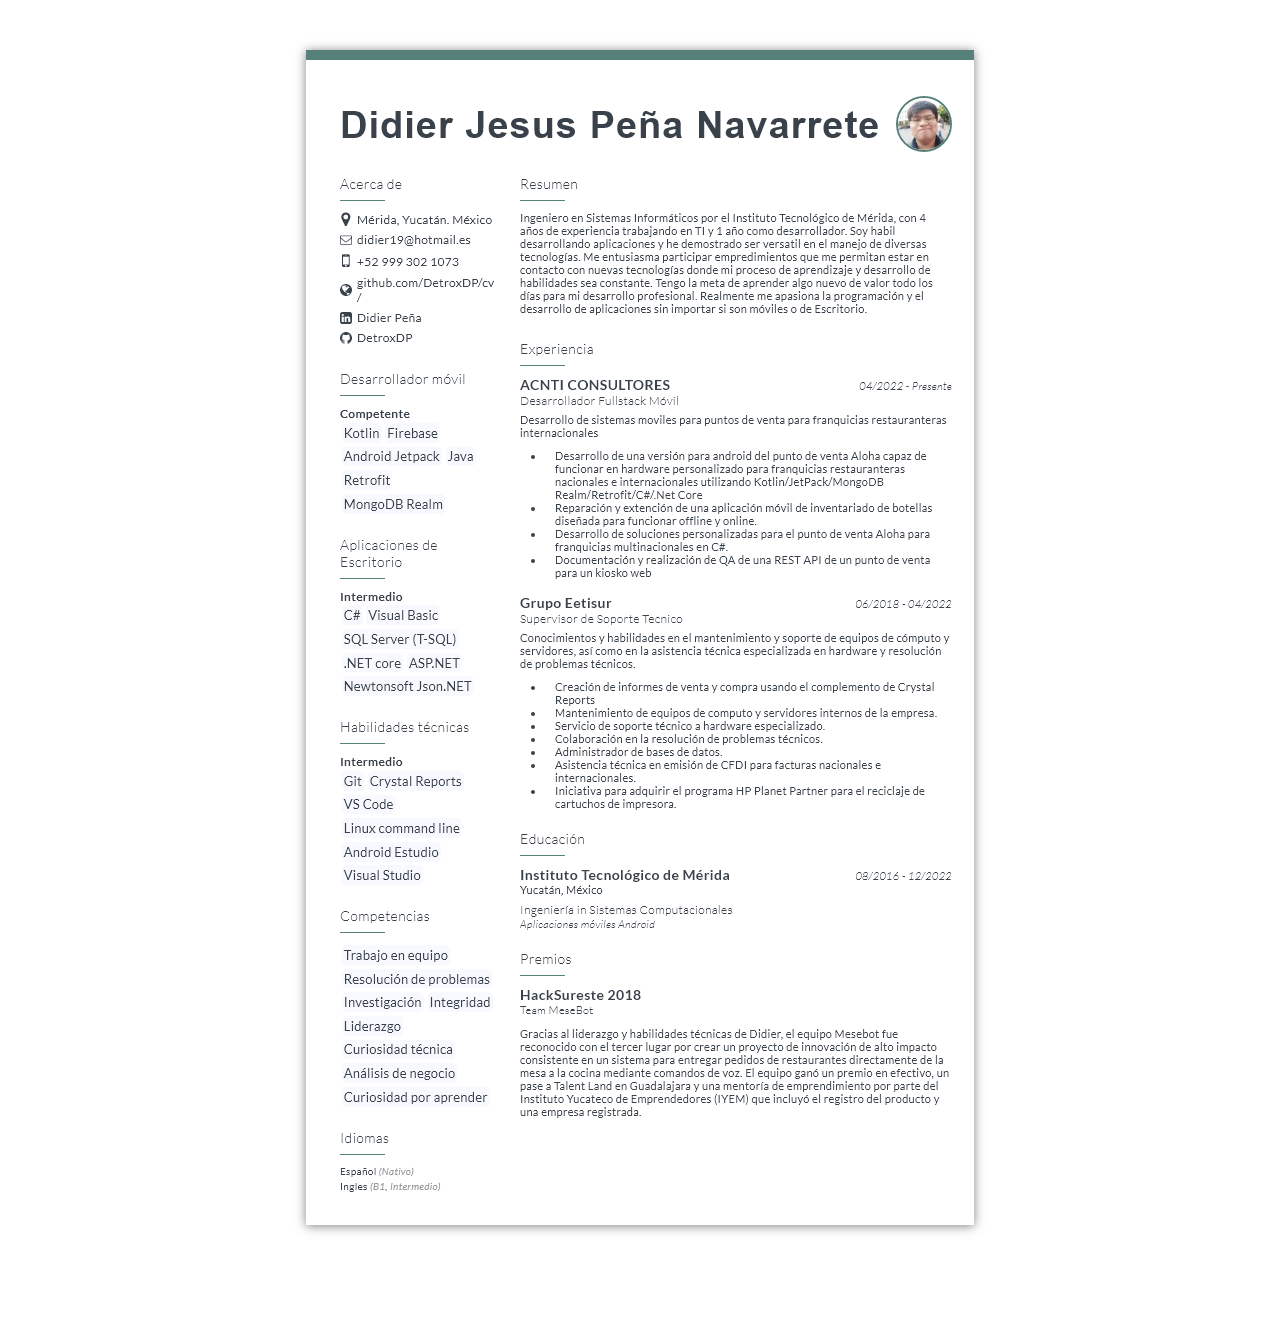 Didier Jesus Peña Navarrete
Acerca de
Mérida, Yucatán. México
didier19@hotmail.es
+52 999 302 1073
github.com/DetroxDP/cv
/
Didier Peña
DetroxDP
Desarrollador móvil
Competente
Kotlin Firebase
Android Jetpack Java
Retrofit
MongoDB Realm
Aplicaciones de
Escritorio
Intermedio
C# Visual Basic
SQL Server (T-SQL)
.NET core ASP.NET
Newtonsoft Json.NET
Habilidades técnicas
Intermedio
Git Crystal Reports
VS Code
Linux command line
Android Estudio
Visual Studio
Competencias
Trabajo en equipo
Resolución de problemas
Investigación Integridad
Liderazgo
Curiosidad técnica
Análisis de negocio
Curiosidad por aprender
Idiomas
Español (Nativo)
Ingles (B1, Intermedio)
Resumen
Ingeniero en Sistemas Informáticos por el Instituto Tecnológico de Mérida, con 4
años de experiencia trabajando en TI y 1 año como desarrollador. Soy habil
desarrollando aplicaciones y he demostrado ser versatil en el manejo de diversas
tecnologías. Me entusiasma participar empredimientos que me permitan estar en
contacto con nuevas tecnologías donde mi proceso de aprendizaje y desarrollo de
habilidades sea constante. Tengo la meta de aprender algo nuevo de valor todo los
días para mi desarrollo profesional. Realmente me apasiona la programación y el
desarrollo de aplicaciones sin importar si son móviles o de Escritorio.
Experiencia
ACNTI CONSULTORES 04/2022 - Presente
Desarrollador Fullstack Móvil
Desarrollo de sistemas moviles para puntos de venta para franquicias restauranteras
internacionales
• Desarrollo de una versión para android del punto de venta Aloha capaz de
funcionar en hardware personalizado para franquicias restauranteras
nacionales e internacionales utilizando Kotlin/JetPack/MongoDB
Realm/Retrofit/C#/.Net Core
• Reparación y extención de una aplicación móvil de inventariado de botellas
diseñada para funcionar offline y online.
• Desarrollo de soluciones personalizadas para el punto de venta Aloha para
franquicias multinacionales en C#.
• Documentación y realización de QA de una REST API de un punto de venta
para un kiosko web
Grupo Eetisur 06/2018 - 04/2022
Supervisor de Soporte Tecnico
Conocimientos y habilidades en el mantenimiento y soporte de equipos de cómputo y
servidores, así como en la asistencia técnica especializada en hardware y resolución
de problemas técnicos.
• Creación de informes de venta y compra usando el complemento de Crystal
Reports
• Mantenimiento de equipos de computo y servidores internos de la empresa.
• Servicio de soporte técnico a hardware especializado.
• Colaboración en la resolución de problemas técnicos.
• Administrador de bases de datos.
• Asistencia técnica en emisión de CFDI para facturas nacionales e
internacionales.
• Iniciativa para adquirir el programa HP Planet Partner para el reciclaje de
cartuchos de impresora.
Educación
Instituto Tecnológico de Mérida 08/2016 - 12/2022
Yucatán, México
Ingeniería in Sistemas Computacionales
Aplicaciones móviles Android
Premios
HackSureste 2018
Team MeseBot
Gracias al liderazgo y habilidades técnicas de Didier, el equipo Mesebot fue
reconocido con el tercer lugar por crear un proyecto de innovación de alto impacto
consistente en un sistema para entregar pedidos de restaurantes directamente de la
mesa a la cocina mediante comandos de voz. El equipo ganó un premio en efectivo, un
pase a Talent Land en Guadalajara y una mentoría de emprendimiento por parte del
Instituto Yucateco de Emprendedores (IYEM) que incluyó el registro del producto y
una empresa registrada.